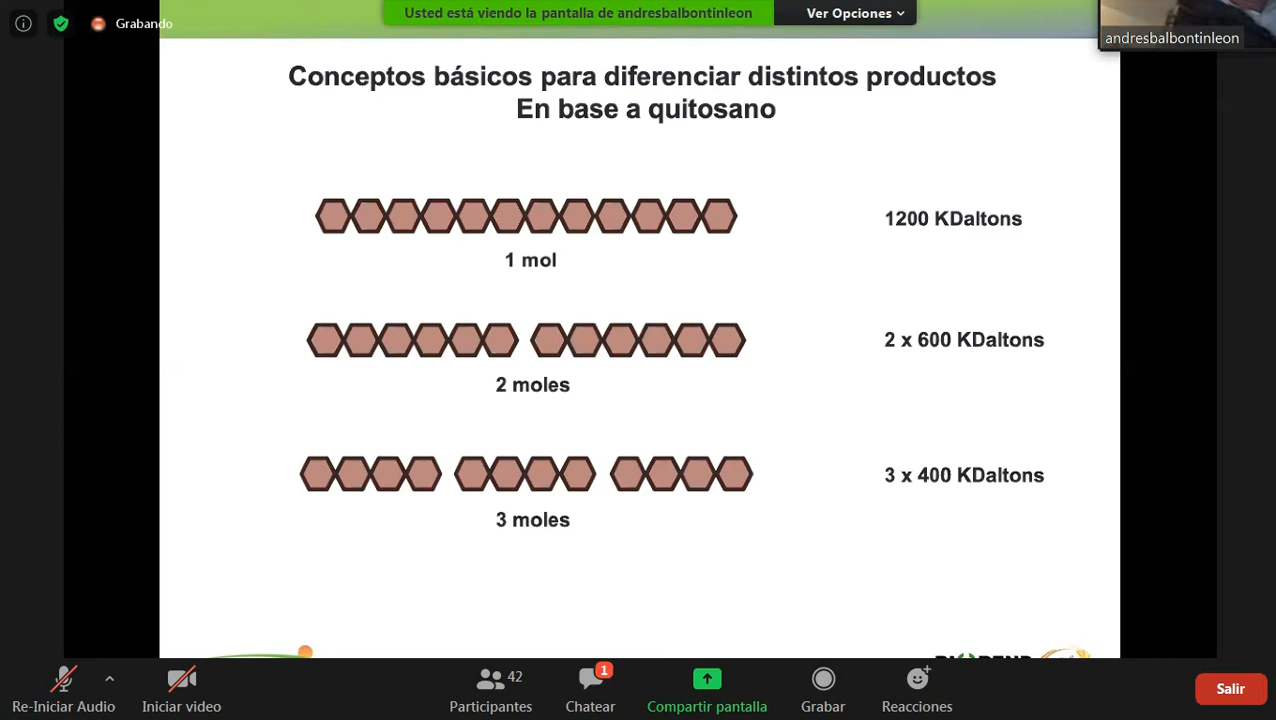 Grabando
Usted está viendo la pantalla de andresbalbontinleon
Ver Opciones
andresbalbontinleon
Conceptos básicos para diferenciar distintos productos
En base a quitosano
1200 KDaltons
1 mol
2 x 600 KDaltons
2 moles
3 x 400 KDaltons
3 moles
42
1
Re-Iniciar Audio
Iniciar video
Participantes
Chatear
Compartir pantalla
Grabar
Reacciones
Salir